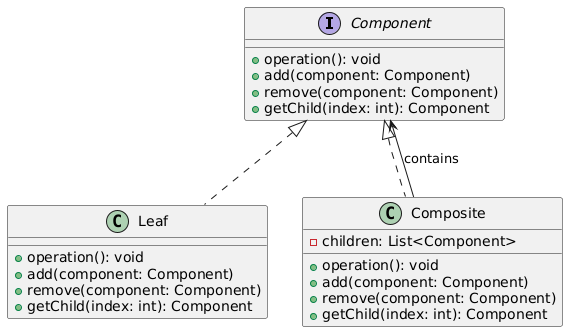 I Component
operation(): void
add(component: Component)
remove(component: Component)
getChild(index: int): Component
contains
C Leaf
operation(): void
add(component: Component)
remove(component: Component)
getChild(index: int): Component
C Composite
children: List<Component>
operation(): void
add(component: Component)
remove(component: Component)
getChild(index: int): Component